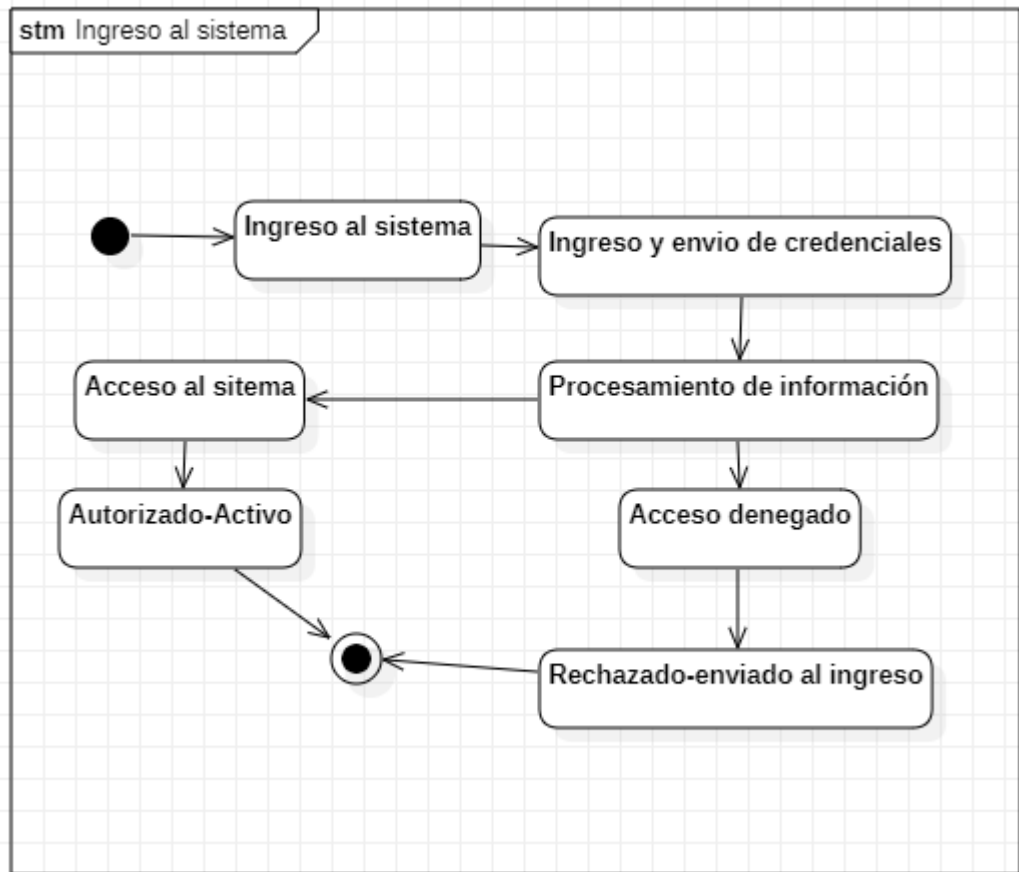 stm Ingreso al sistema
Ingreso al sistema
Ingreso y envio de credenciales
Acceso al sitema
Procesamiento de información
Autorizado-Activo
Acceso denegado
Rechazado-enviado al ingreso